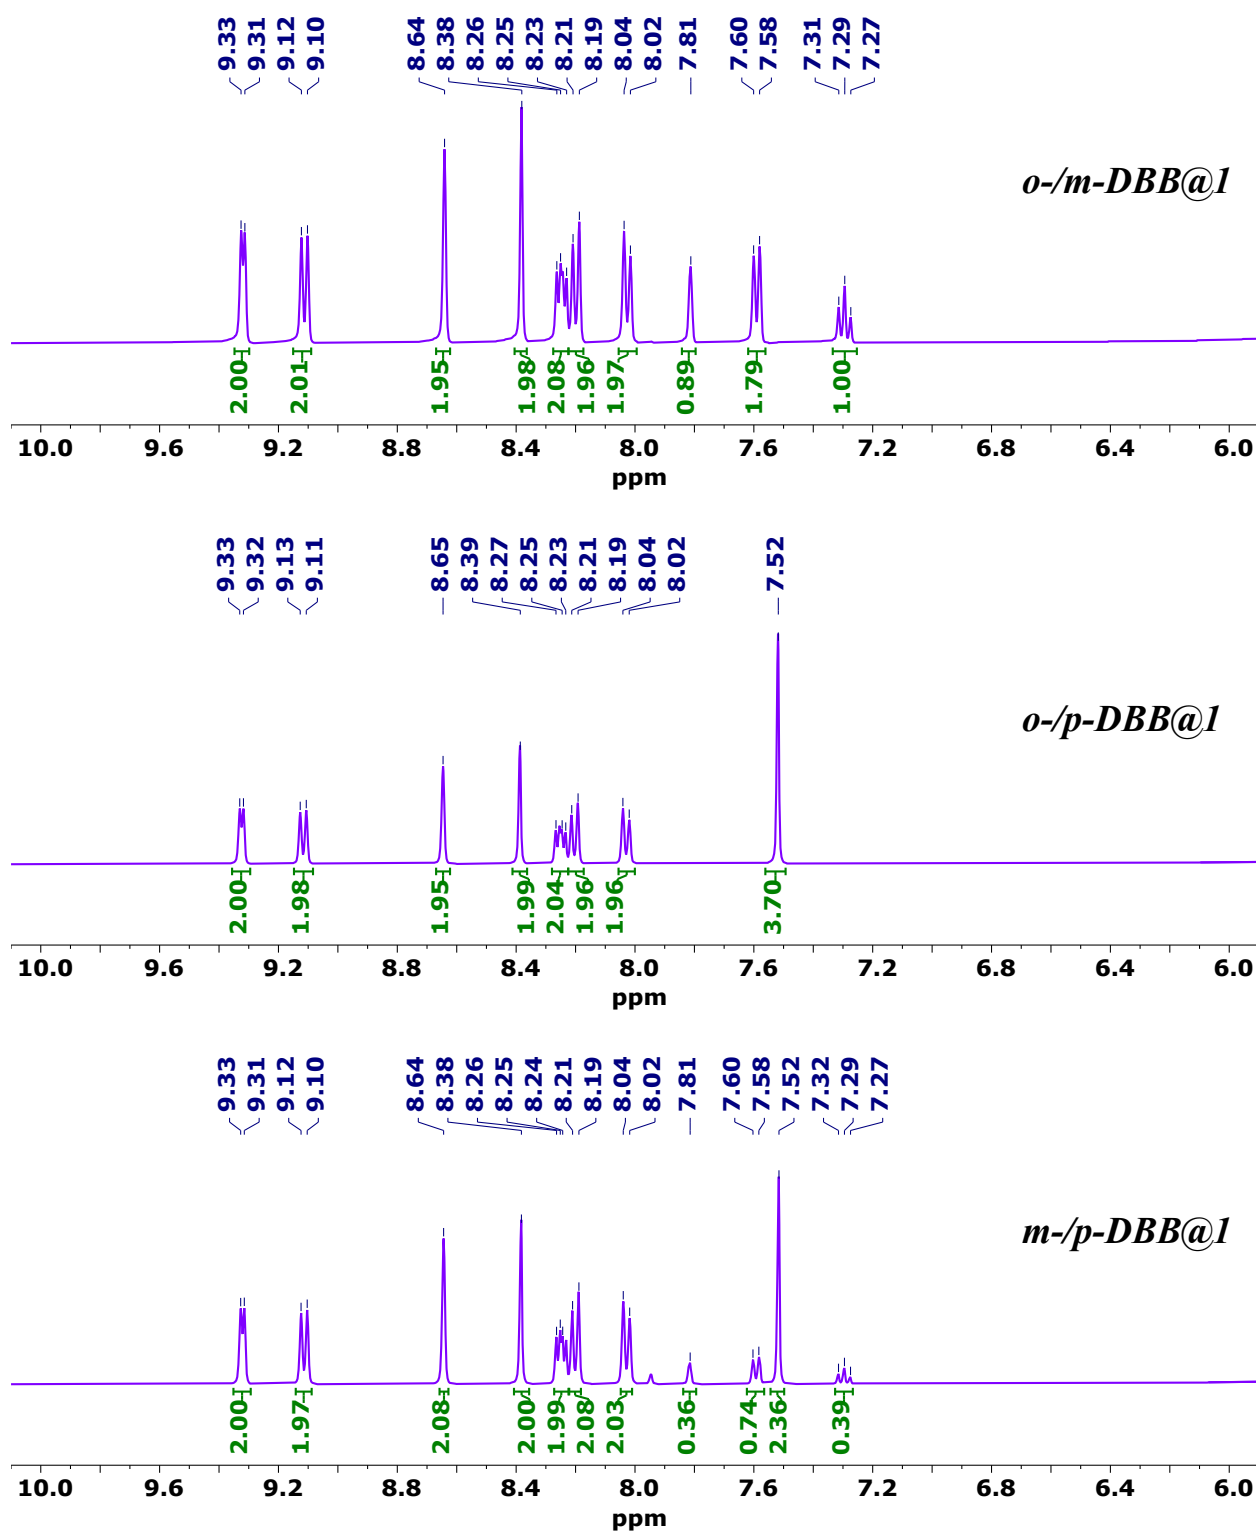 9.33 9.31 9.12 9.10 8.64 8.38 8.26 8.25 8.23 8.21 8.19 8.04 8.02 7.81 7.60 7.58 7.31 7.29 7.27
o-/m-DBB@1
2.00 2.01 1.95 1.98 2.08 1.96 1.97 0.89 1.79 1.00
10.0 9.6 9.2 8.8 8.4 8.0 7.6 7.2 6.8 6.4 6.0
ppm
9.33 9.32 9.13 9.11 8.65 8.39 8.27 8.25 8.23 8.21 8.19 8.04 8.02 7.52
o-/p-DBB@1
2.00 1.98 1.95 1.99 2.04 1.96 1.96 3.70
10.0 9.6 9.2 8.8 8.4 8.0 7.6 7.2 6.8 6.4 6.0
ppm
9.33 9.31 9.12 9.10 8.64 8.38 8.26 8.25 8.24 8.21 8.19 8.04 8.02 7.81 7.60 7.58 7.52 7.32 7.29 7.27
m-/p-DBB@1
2.00 1.97 2.08 2.00 1.99 2.08 2.03 0.36 0.74 2.36 0.39
10.0 9.6 9.2 8.8 8.4 8.0 7.6 7.2 6.8 6.4 6.0
ppm